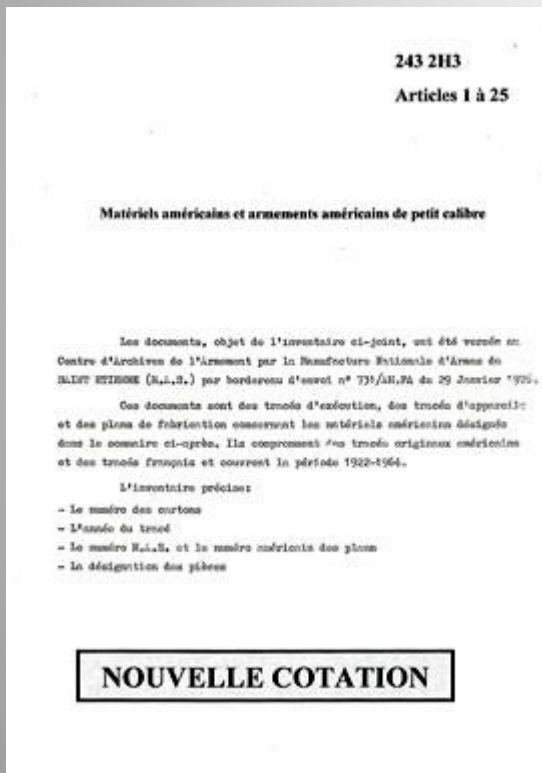 243 2H3
Articles 1 à 25
Matériels américains et armements américains de petit calibre
Les documents, objet de l'inventaire ci-joint, ont été versés au
Centre d'Archives de l'Armement par la Manufacture Nationale d'Armes de
SAINT ETIENNE (M.A.S.) par bordereau d'envoi n° du 29 Janvier
Ces documents sont des tracés d'exécution, des tracés d'appareils
et des plans de fabrication concernant les matériels américains désignés
dans le sommaire ci-après. Ils comprennent des tracés originaux américains
et des tracés français et couvrent la période 1922-1964.
L'inventaire précise:
- Le numéro des cartons
- L'année du tracé
- Le numéro M.A.S. et le numéro américain des plans
- La désignation des pièces
NOUVELLE COTATION